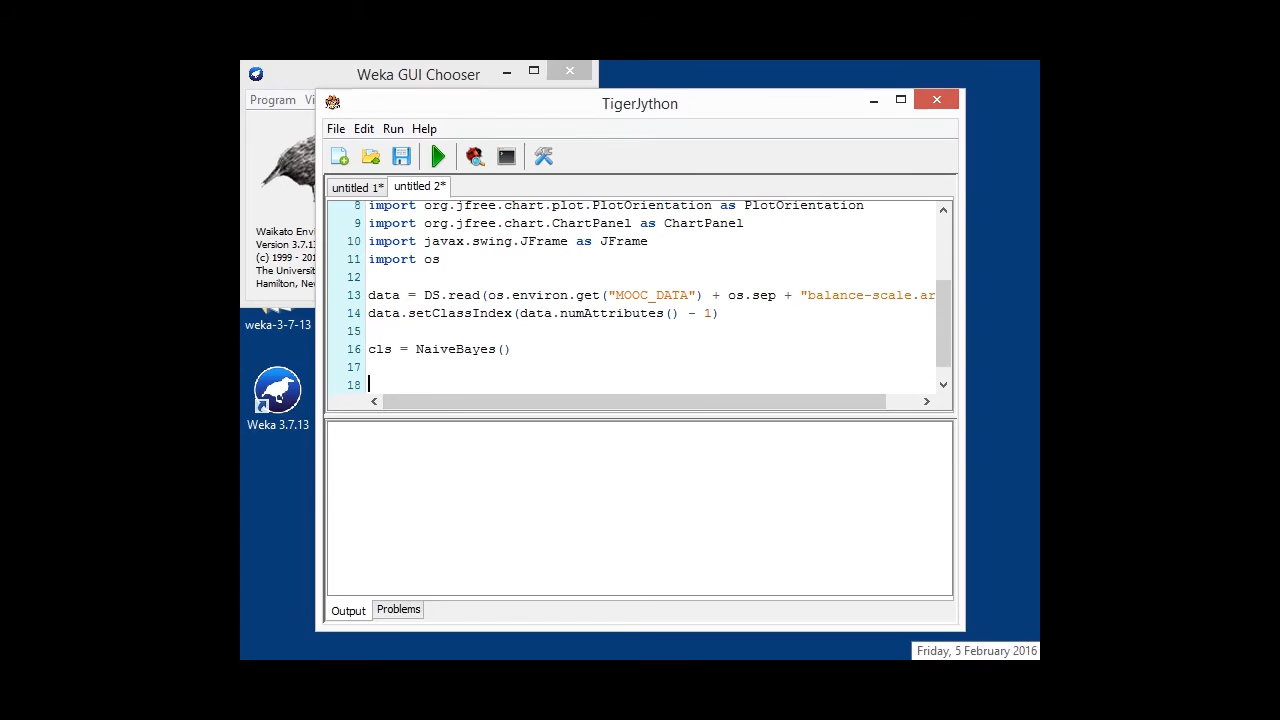 Weka GUI Chooser
Program Vi
Waikato Env
Version 3.7.13
(c) 1999 - 20
The Universit
Hamilton, Ne
weka-3-7-13
Weka 3.7.13
TigerJython
File Edit Run Help
untitled 1* untitled 2*
8 import org.jfree.chart.plot.PlotOrientation as PlotOrientation
9 import org.jfree.chart.ChartPanel as ChartPanel
10 import javax.swing.JFrame as JFrame
11 import os
12
13 data = DS.read(os.environ.get("MOOC_DATA") + os.sep + "balance-scale.ar
14 data.setClassIndex(data.numAttributes() - 1)
15
16 cls = NaiveBayes()
17
18
Output Problems
Friday, 5 February 2016